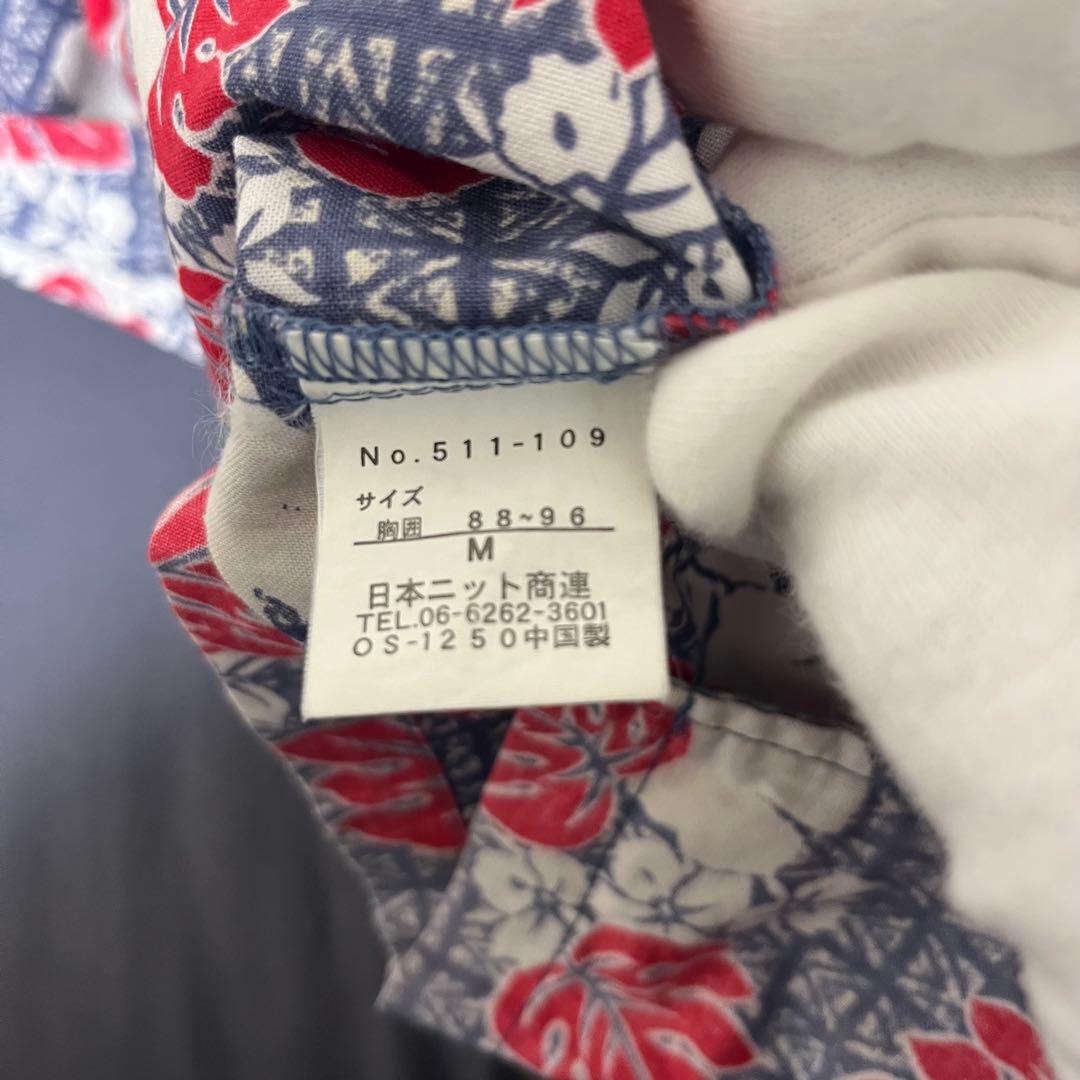 No.511-109
サイズ
胸囲 88~96
M
日本ニット商連
TEL.06-6262-3601
OS-1250中国製